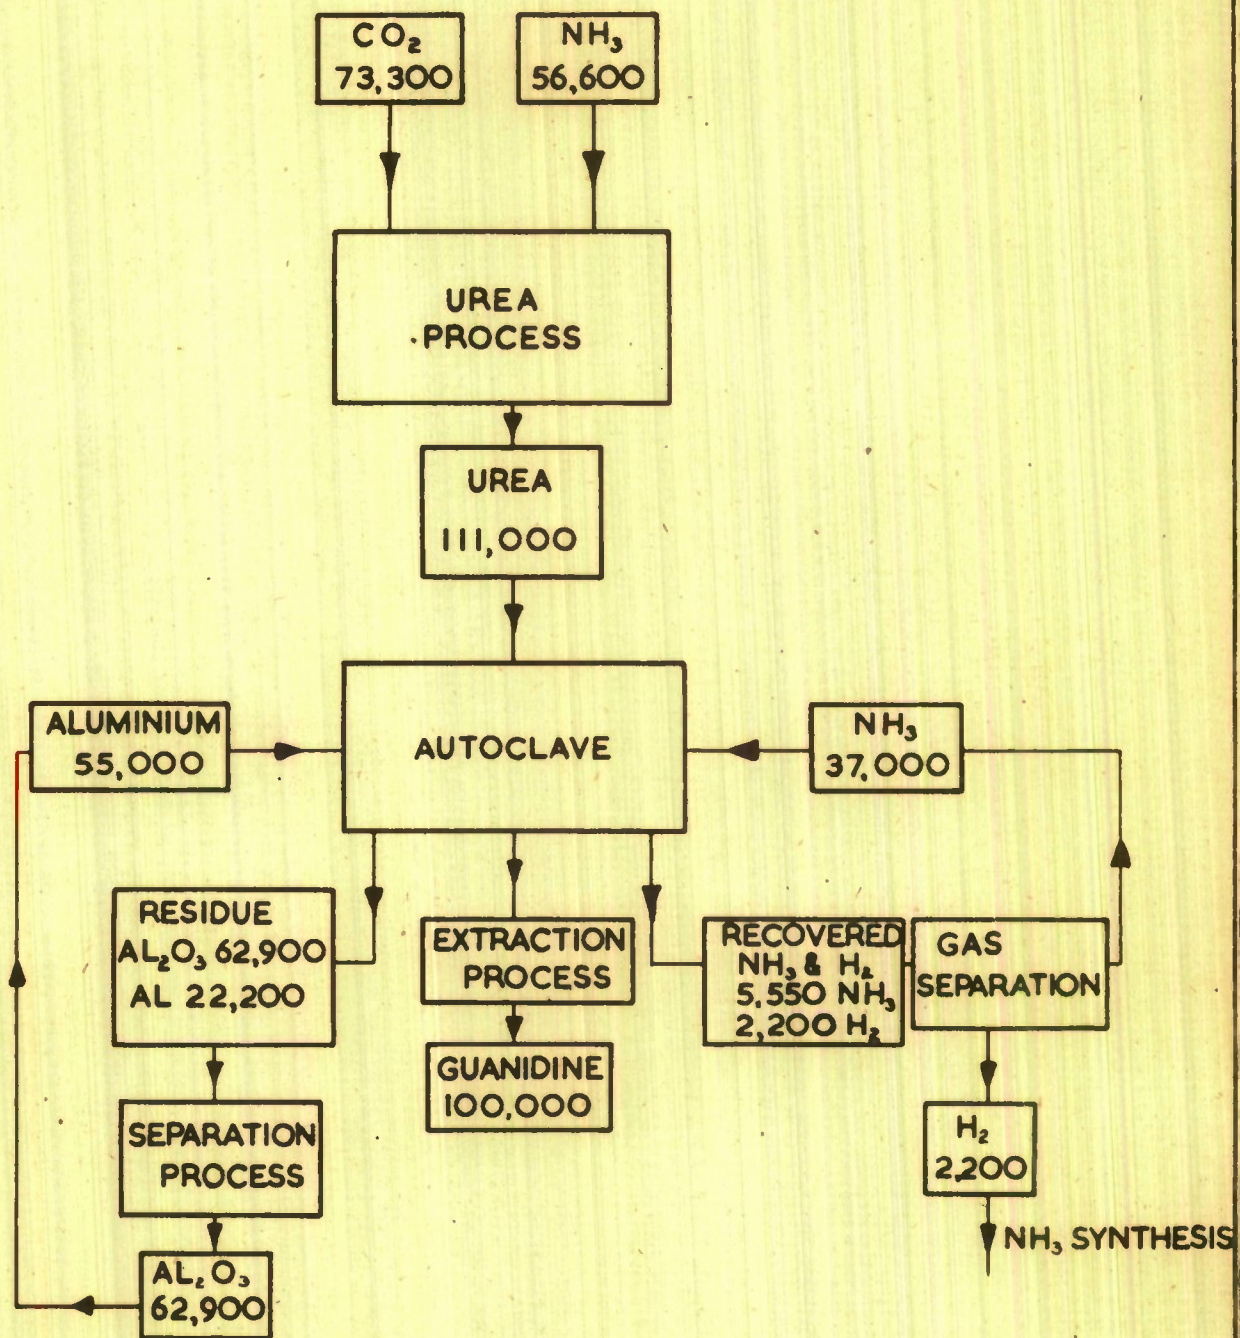 CO₂
73,300
NH₃
56,600
UREA
PROCESS
UREA
111,000
ALUMINIUM
55,000
AUTOCLAVE
NH₃
37,000
RESIDUE
AL₂O₃ 62,900
AL 22,200
EXTRACTION
PROCESS
RECOVERED
NH₃ & H₂
5,550 NH₃
2,200 H₂
GAS
SEPARATION
GUANIDINE
100,000
SEPARATION
PROCESS
H₂
2,200
NH₃ SYNTHESIS
AL₂O₃
62,900